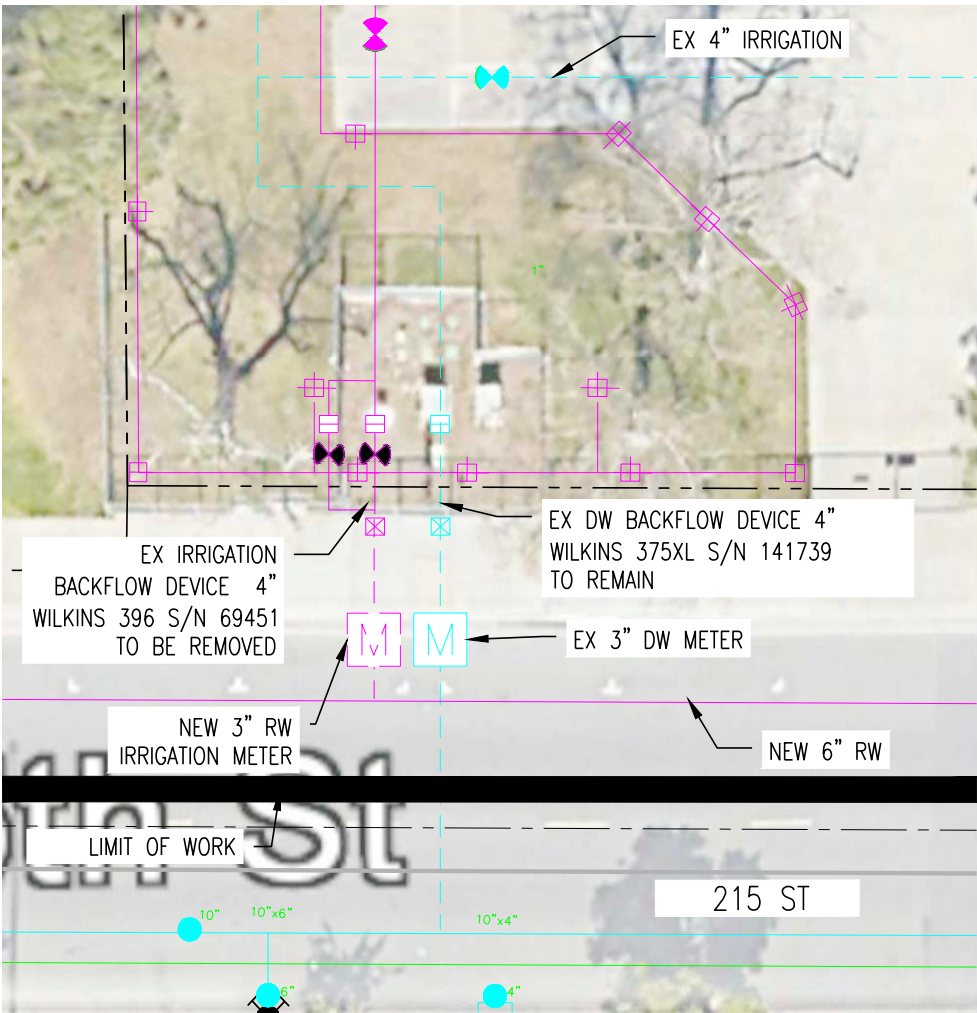 EX 4" IRRIGATION
1"
EX DW BACKFLOW DEVICE 4"
WILKINS 375XL S/N 141739
TO REMAIN
EX IRRIGATION
BACKFLOW DEVICE 4"
WILKINS 396 S/N 69451
TO BE REMOVED
M
M
EX 3" DW METER
NEW 3" RW
IRRIGATION METER
NEW 6" RW
th St
LIMIT OF WORK
215 ST
10"
10"x6"
10"x4"
6"
4"